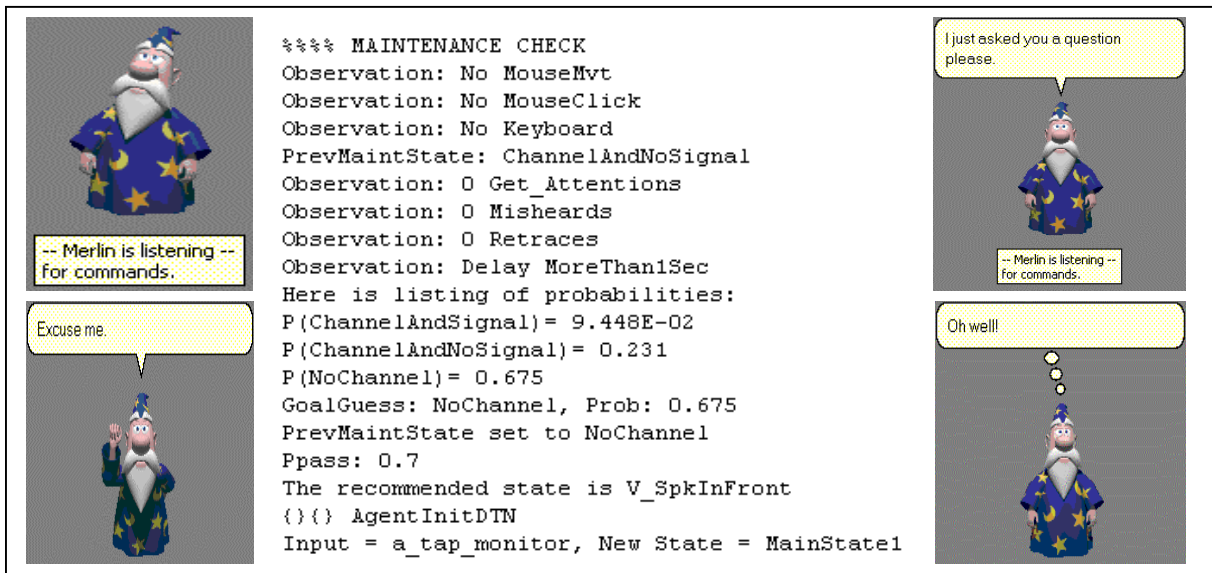 -- Merlin is listening --
for commands.
Excuse me.
%%%% MAINTENANCE CHECK
Observation: No MouseMvt
Observation: No MouseClick
Observation: No Keyboard
PrevMaintState: ChannelAndNoSignal
Observation: 0 Get_Attentions
Observation: 0 Misheards
Observation: 0 Retraces
Observation: Delay MoreThan1Sec
Here is listing of probabilities:
P(ChannelAndSignal)= 9.448E-02
P(ChannelAndNoSignal)= 0.231
P(NoChannel)= 0.675
GoalGuess: NoChannel, Prob: 0.675
PrevMaintState set to NoChannel
Ppass: 0.7
The recommended state is V_SpkInFront
{}{} AgentInitDTN
Input = a_tap_monitor, New State = MainState1
I just asked you a question
please.
-- Merlin is listening --
for commands.
Oh well!